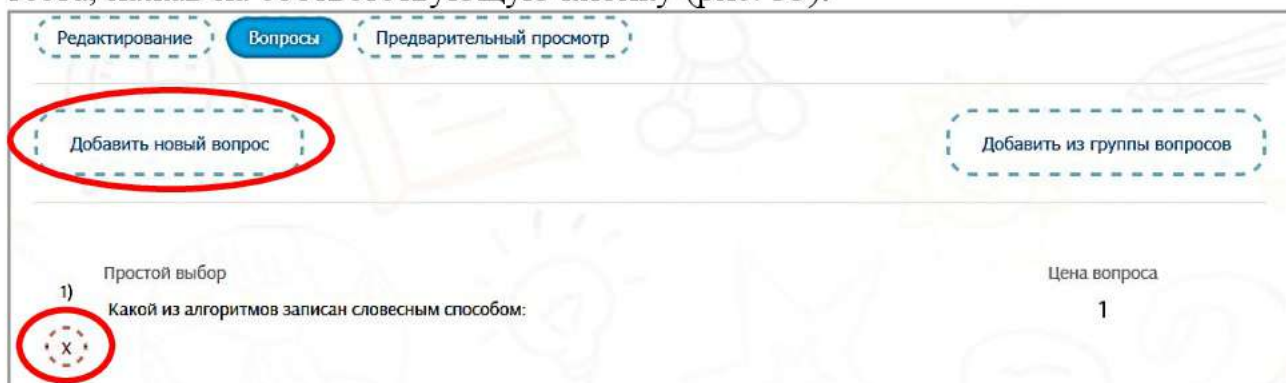 Редактирование Вопросы Предварительный просмотр
Добавить новый вопрос Добавить из группы вопросов
Простой выбор Цена вопроса
1)
Какой из алгоритмов записан словесным способом: 1
X